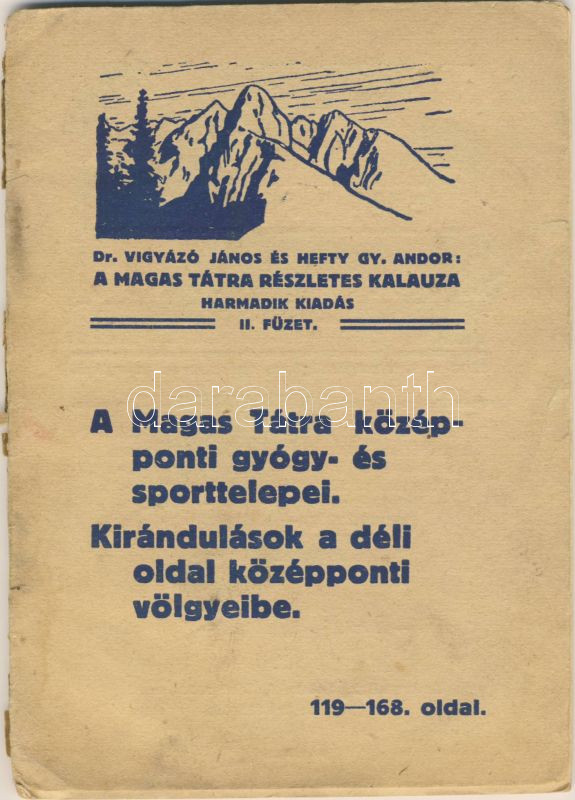 Dr. VIGYÁZÓ JÁNOS ÉS HEFTY GY. ANDOR:
A MAGAS TÁTRA RÉSZLETES KALAUZA
HARMADIK KIADÁS
II. FÜZET.
darabanth
A Magas Tátra közép-
ponti gyógy- és
sporttelepei.
Kirándulások a déli
oldal középponti
völgyeibe.
119—168. oldal.